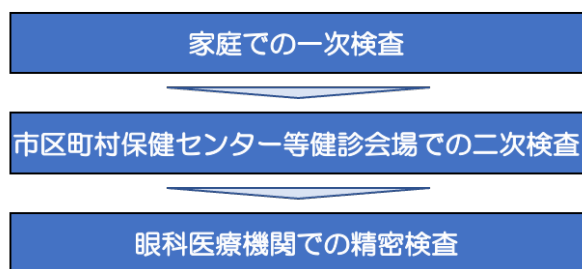 家庭での一次検査
市区町村保健センター等健診会場での二次検査
眼科医療機関での精密検査